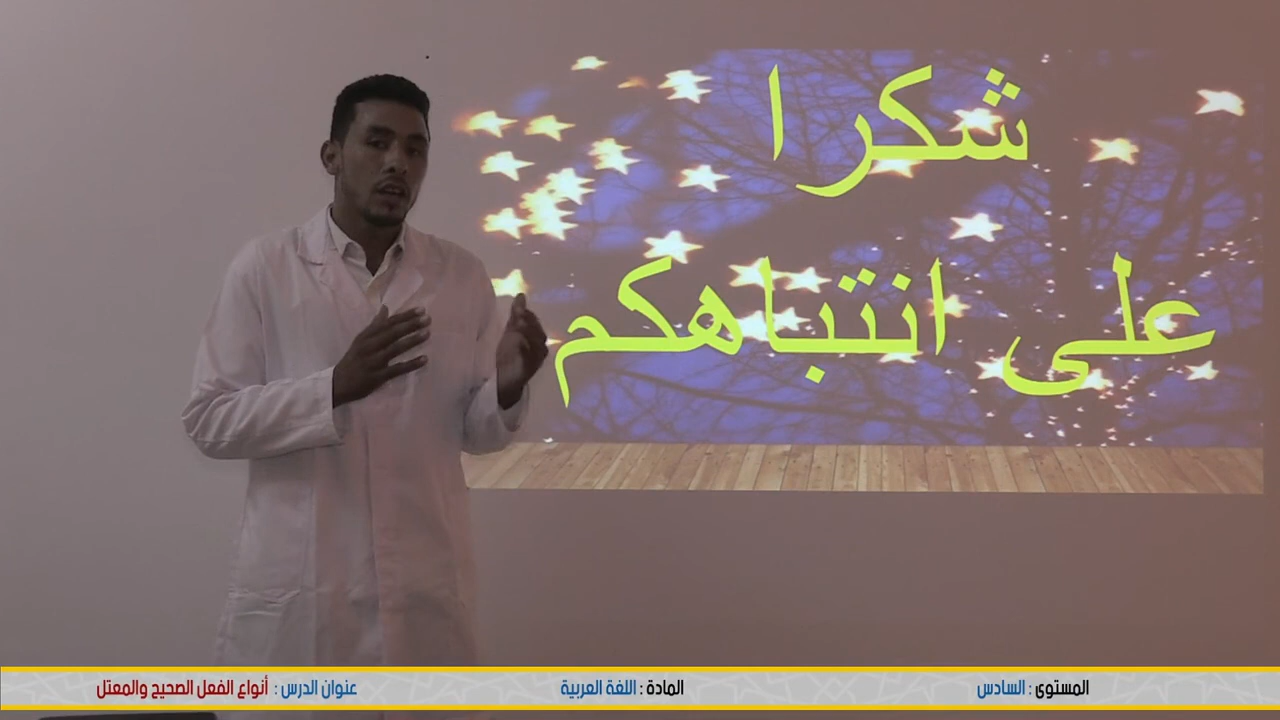 شكرا
على انتباهكم
المستوى : السادس
المادة : اللغة العربية
عنوان الدرس : أنواع الفعل الصحيح والمعتل